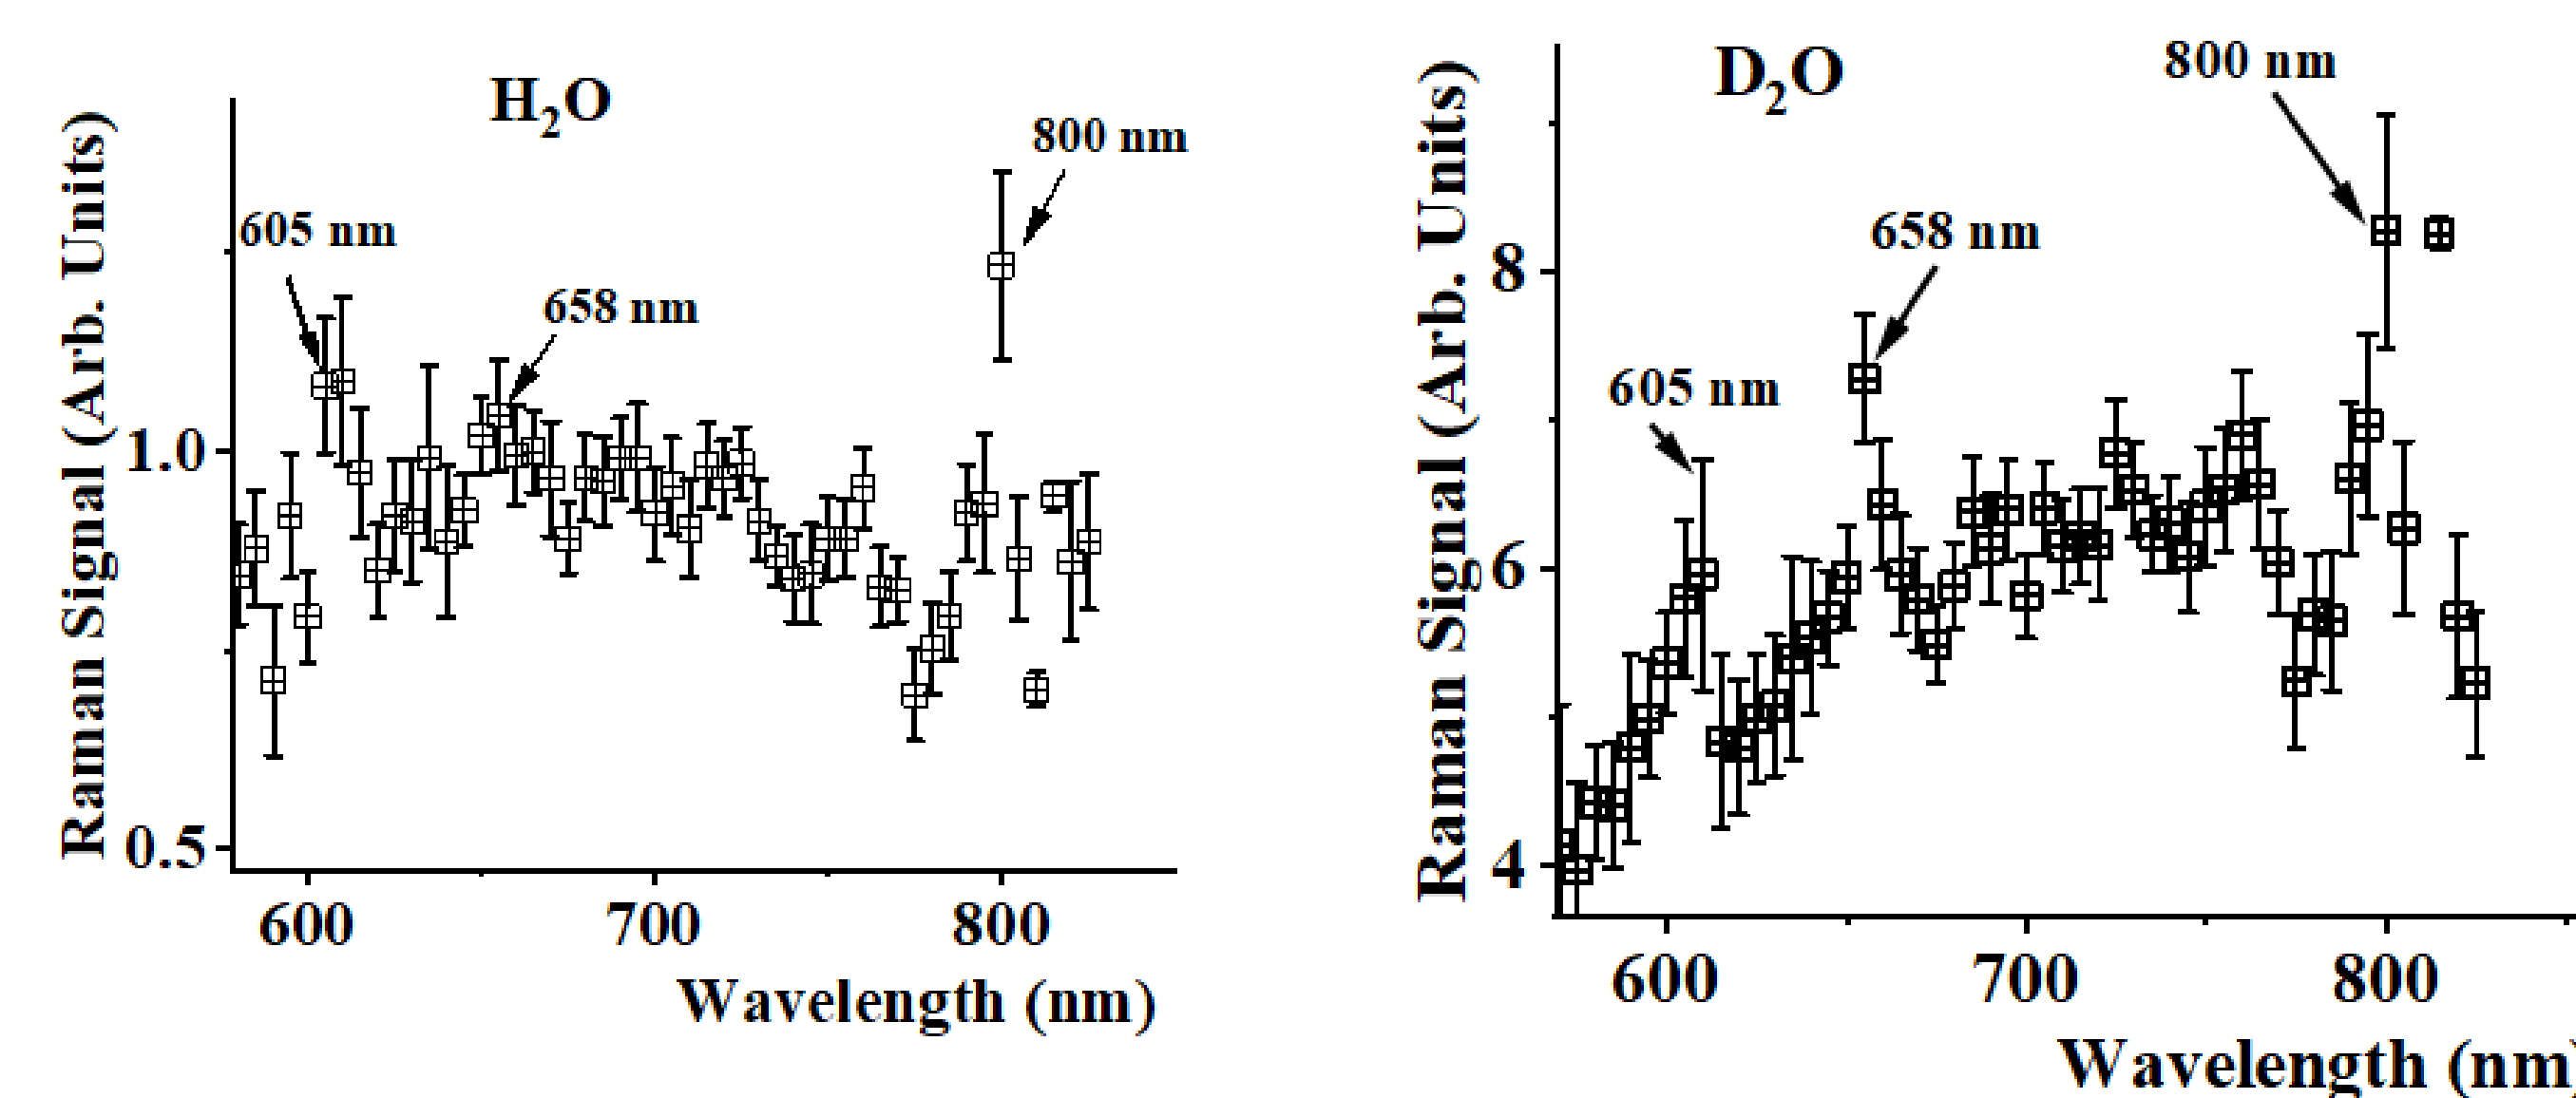 H₂O
Raman Signal (Arb. Units)
605 nm
658 nm
800 nm
1.0
0.5
600 700 800
Wavelength (nm)
D₂O
Raman Signal (Arb. Units)
605 nm
658 nm
800 nm
8
6
4
600 700 800
Wavelength (nm)